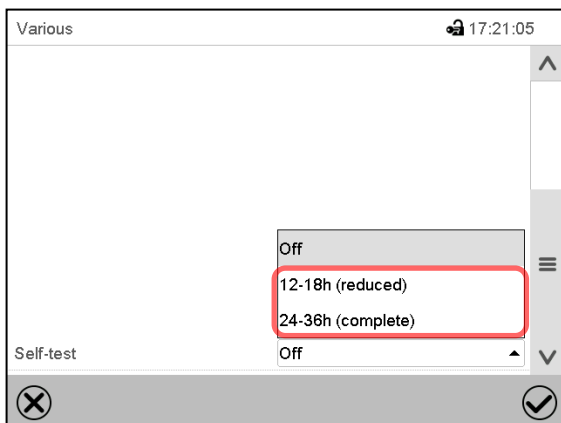 Various 17:21:05
Off
12-18h (reduced)
24-36h (complete)
Self-test Off